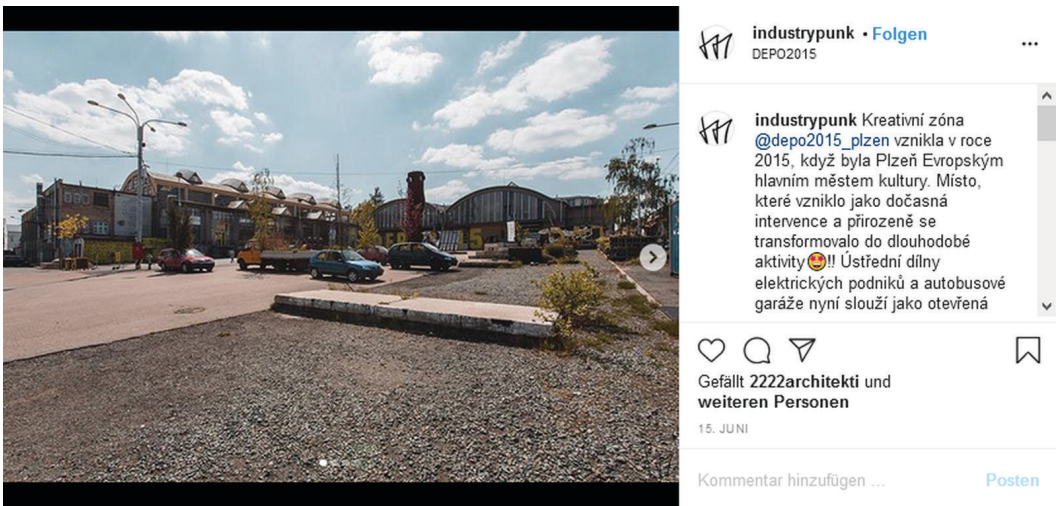 industrypunk • Folgen
DEPO2015
industrypunk Kreativní zóna
@depo2015_plzen vznikla v roce
2015, když byla Plzeň Evropským
hlavním městem kultury. Místo,
které vzniklo jako dočasná
intervence a přirozeně se
transformovalo do dlouhodobé
aktivity🤩!! Ústřední dílny
elektrických podniků a autobusové
garáže nyní slouží jako otevřená
Gefällt 2222architekti und
weiteren Personen
15. JUNI
Kommentar hinzufügen ...
Posten